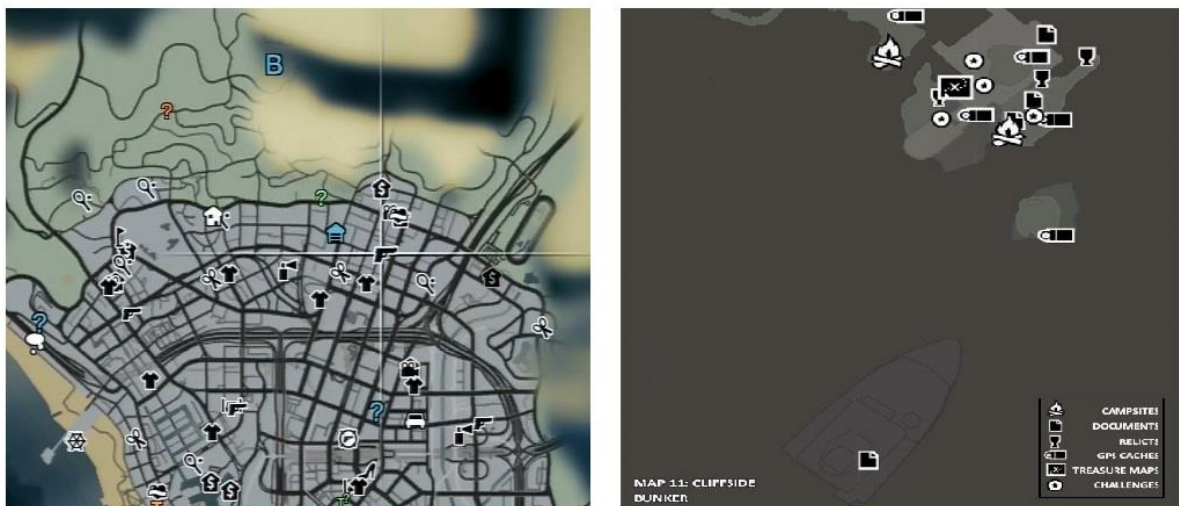 B
?
?
?
?
MAP 11: CLIFFSIDE
BUNKER
CAMPSITES
DOCUMENTS
RELICTS
GPS CACHES
TREASURE MAPS
CHALLENGES